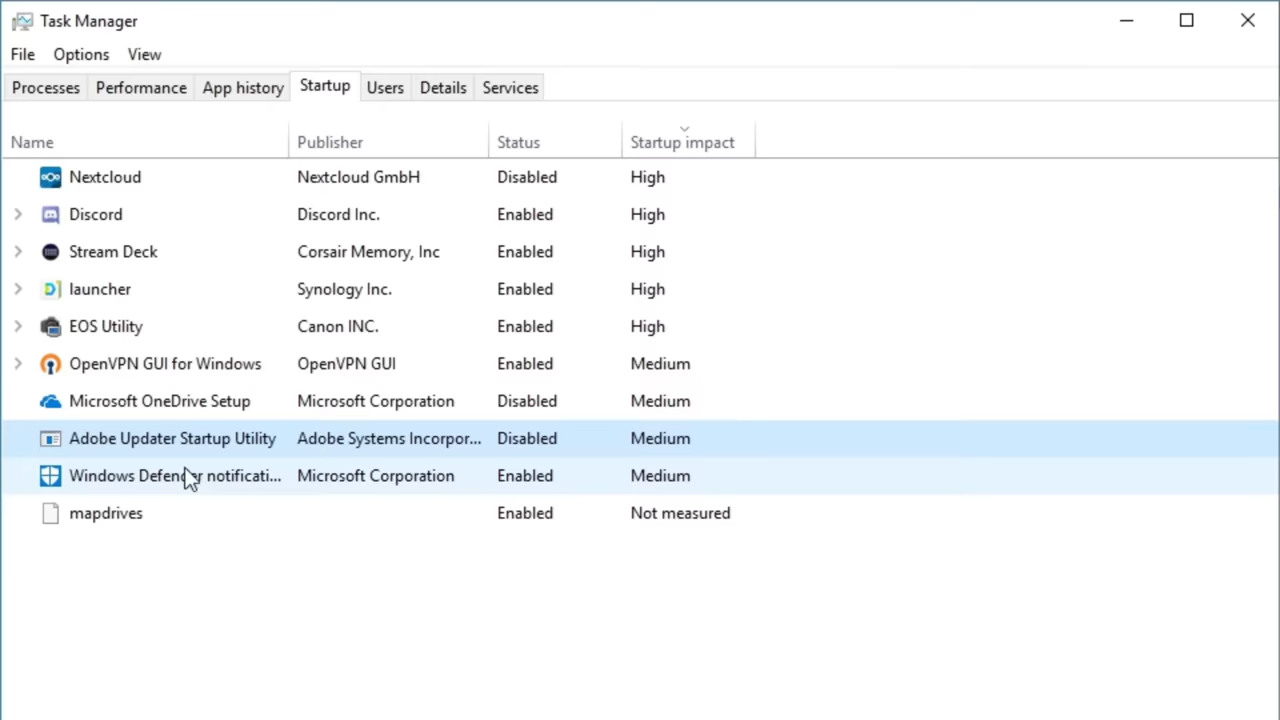 Task Manager
File Options View
Processes Performance App history Startup Users Details Services
Name Publisher Status Startup impact
Nextcloud Nextcloud GmbH Disabled High
Discord Discord Inc. Enabled High
Stream Deck Corsair Memory, Inc Enabled High
launcher Synology Inc. Enabled High
EOS Utility Canon INC. Enabled High
OpenVPN GUI for Windows OpenVPN GUI Enabled Medium
Microsoft OneDrive Setup Microsoft Corporation Disabled Medium
Adobe Updater Startup Utility Adobe Systems Incorpor... Disabled Medium
Windows Defender notificati... Microsoft Corporation Enabled Medium
mapdrives Enabled Not measured